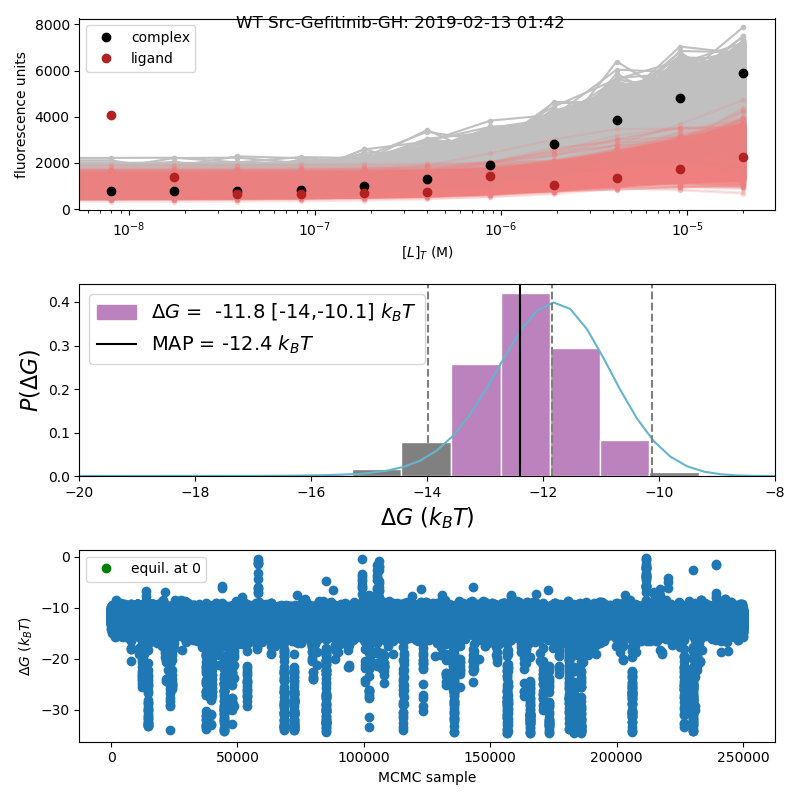 WT Src-Gefitinib-GH: 2019-02-13 01:42
complex
ligand
fluorescence units
8000
6000
4000
2000
0
10⁻⁸
10⁻⁷
10⁻⁶
10⁻⁵
[L]_T (M)
ΔG = -11.8 [-14,-10.1] k_BT
MAP = -12.4 k_BT
P(ΔG)
0.4
0.3
0.2
0.1
0.0
−20
−18
−16
−14
−12
−10
−8
ΔG (k_BT)
equil. at 0
ΔG (k_BT)
0
−10
−20
−30
0
50000
100000
150000
200000
250000
MCMC sample